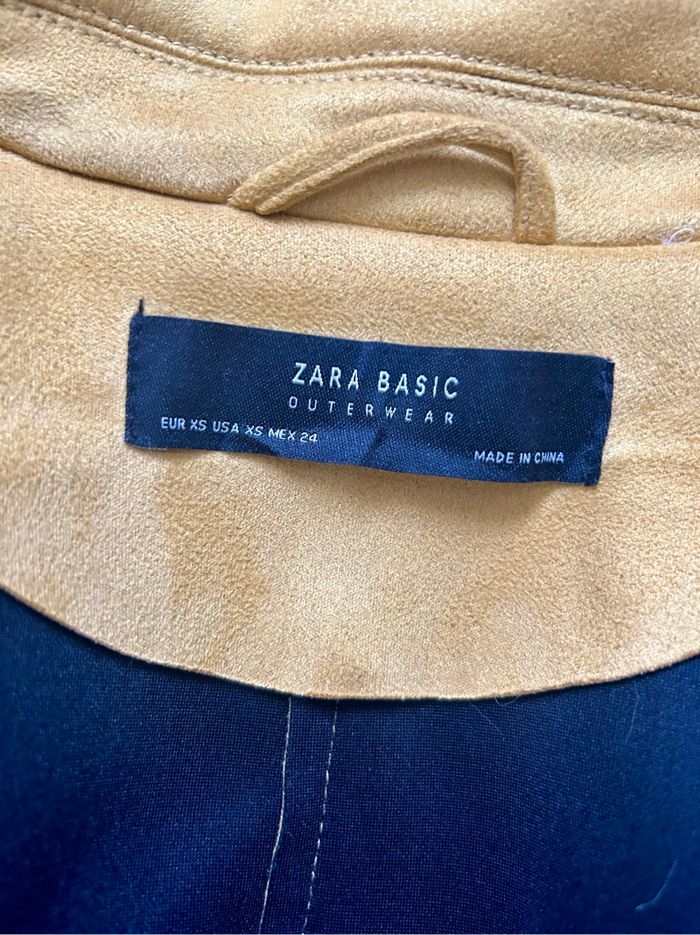 ZARA BASIC
OUTERWEAR
EUR XS USA XS MEX 24
MADE IN CHINA